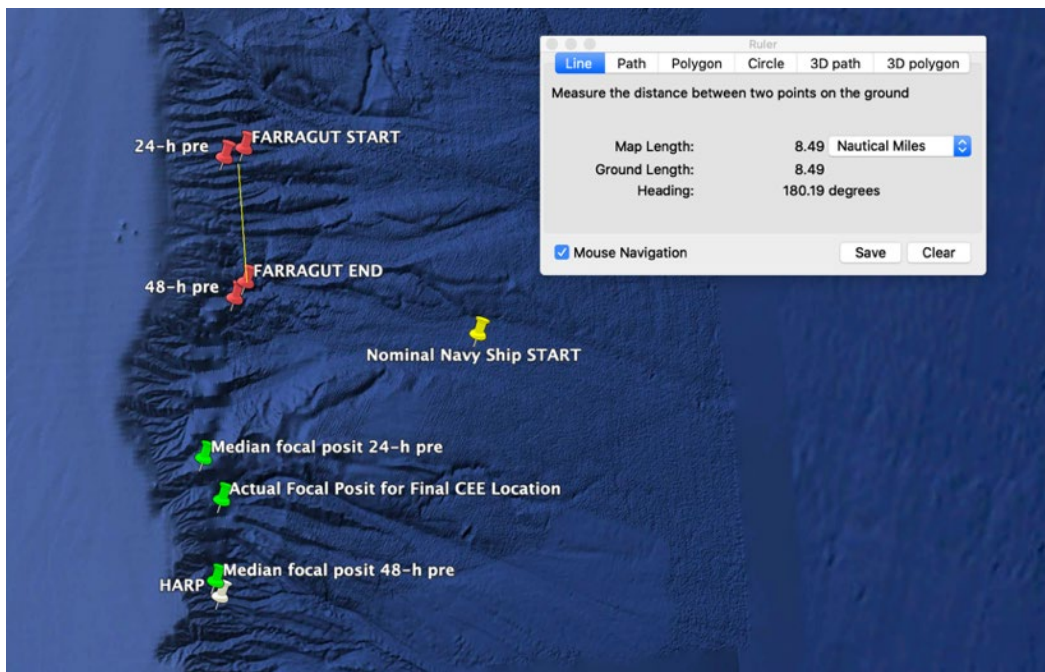 Ruler
Line Path Polygon Circle 3D path 3D polygon
Measure the distance between two points on the ground
Map Length: 8.49 Nautical Miles
Ground Length: 8.49
Heading: 180.19 degrees
Mouse Navigation Save Clear
FARRAGUT START
24-h pre
FARRAGUT END
48-h pre
Nominal Navy Ship START
Median focal posit 24-h pre
Actual Focal Posit for Final CEE Location
Median focal posit 48-h pre
HARP